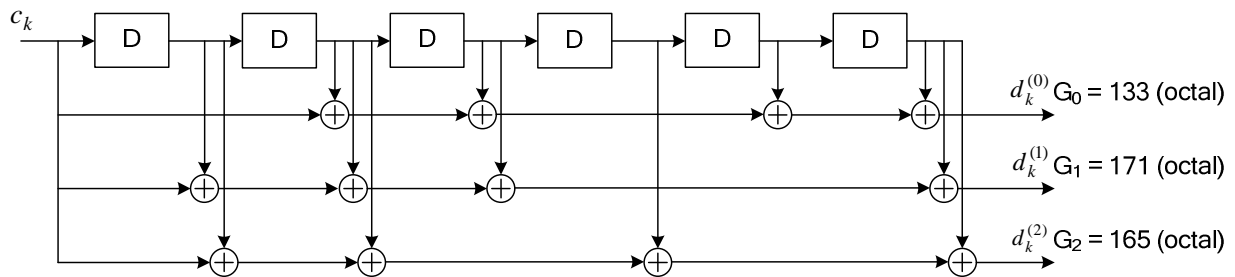 c_k
D D D D D D
d_k^{(0)} G₀ = 133 (octal)
d_k^{(1)} G₁ = 171 (octal)
d_k^{(2)} G₂ = 165 (octal)